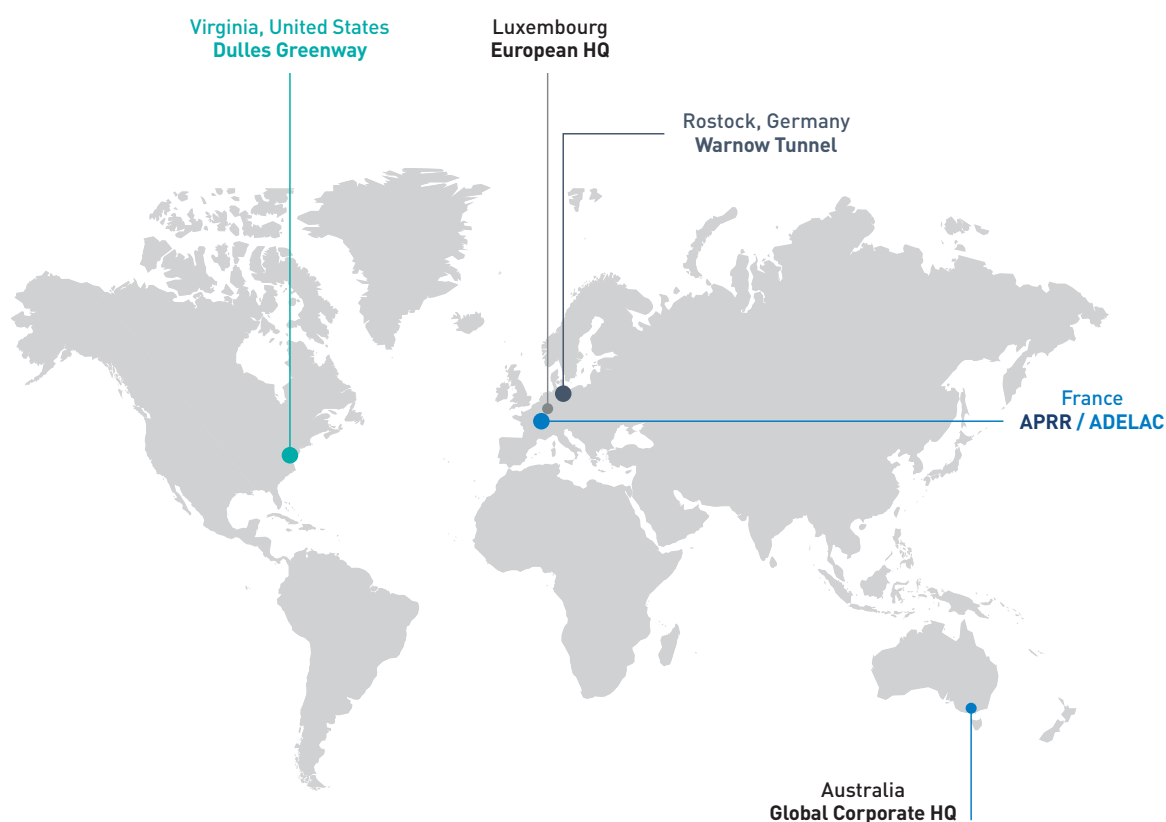 Virginia, United States
Dulles Greenway
Luxembourg
European HQ
Rostock, Germany
Warnow Tunnel
France
APRR / ADELAC
Australia
Global Corporate HQ